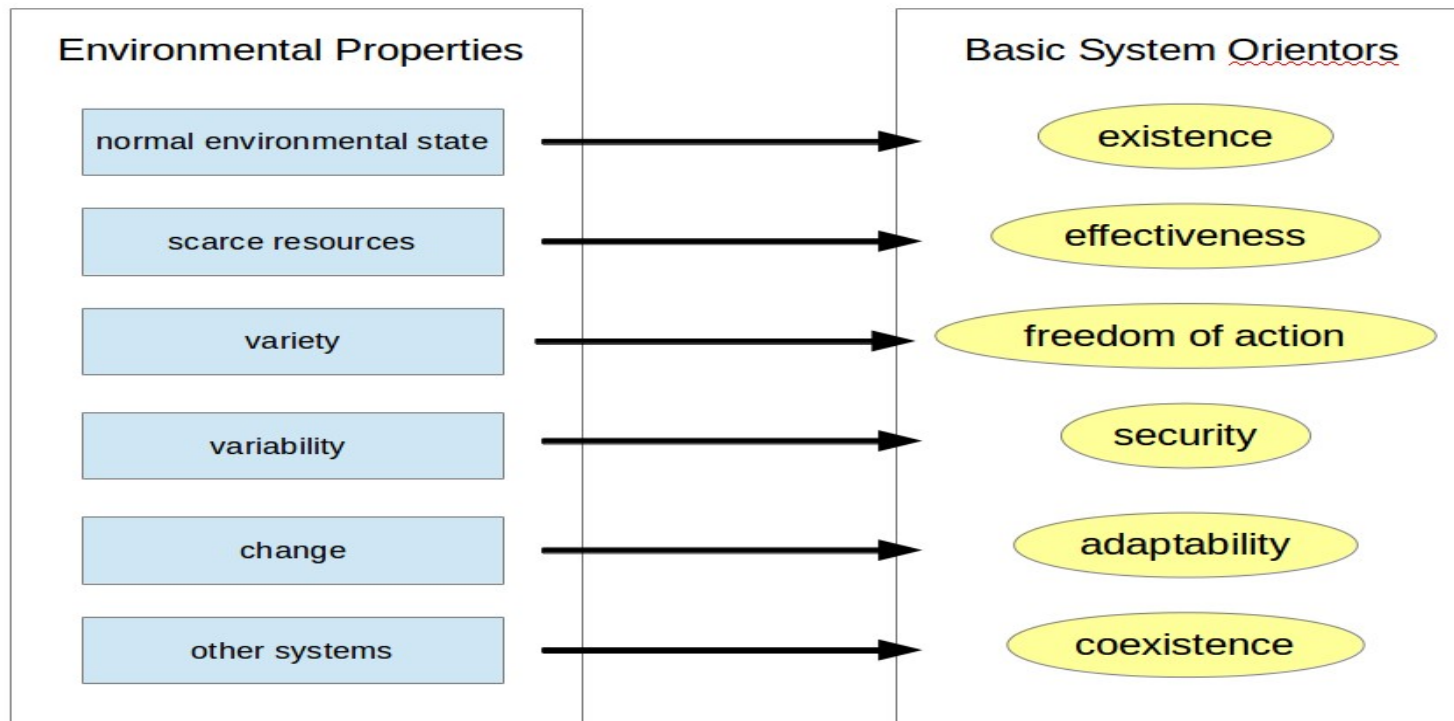 Environmental Properties
Basic System Orientors
normal environmental state
existence
scarce resources
effectiveness
variety
freedom of action
variability
security
change
adaptability
other systems
coexistence